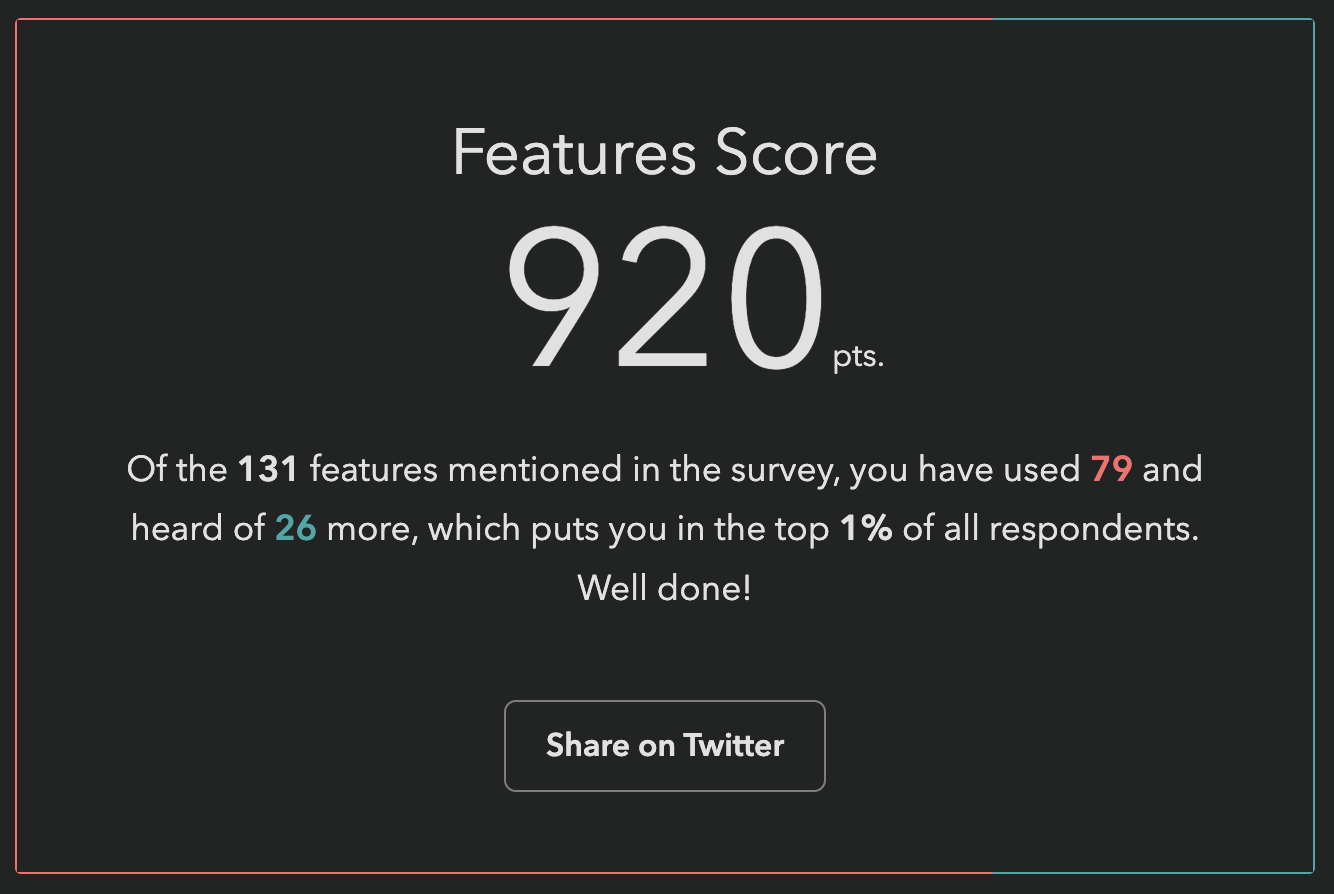 Features Score
920 pts.
Of the 131 features mentioned in the survey, you have used 79 and
heard of 26 more, which puts you in the top 1% of all respondents.
Well done!
Share on Twitter